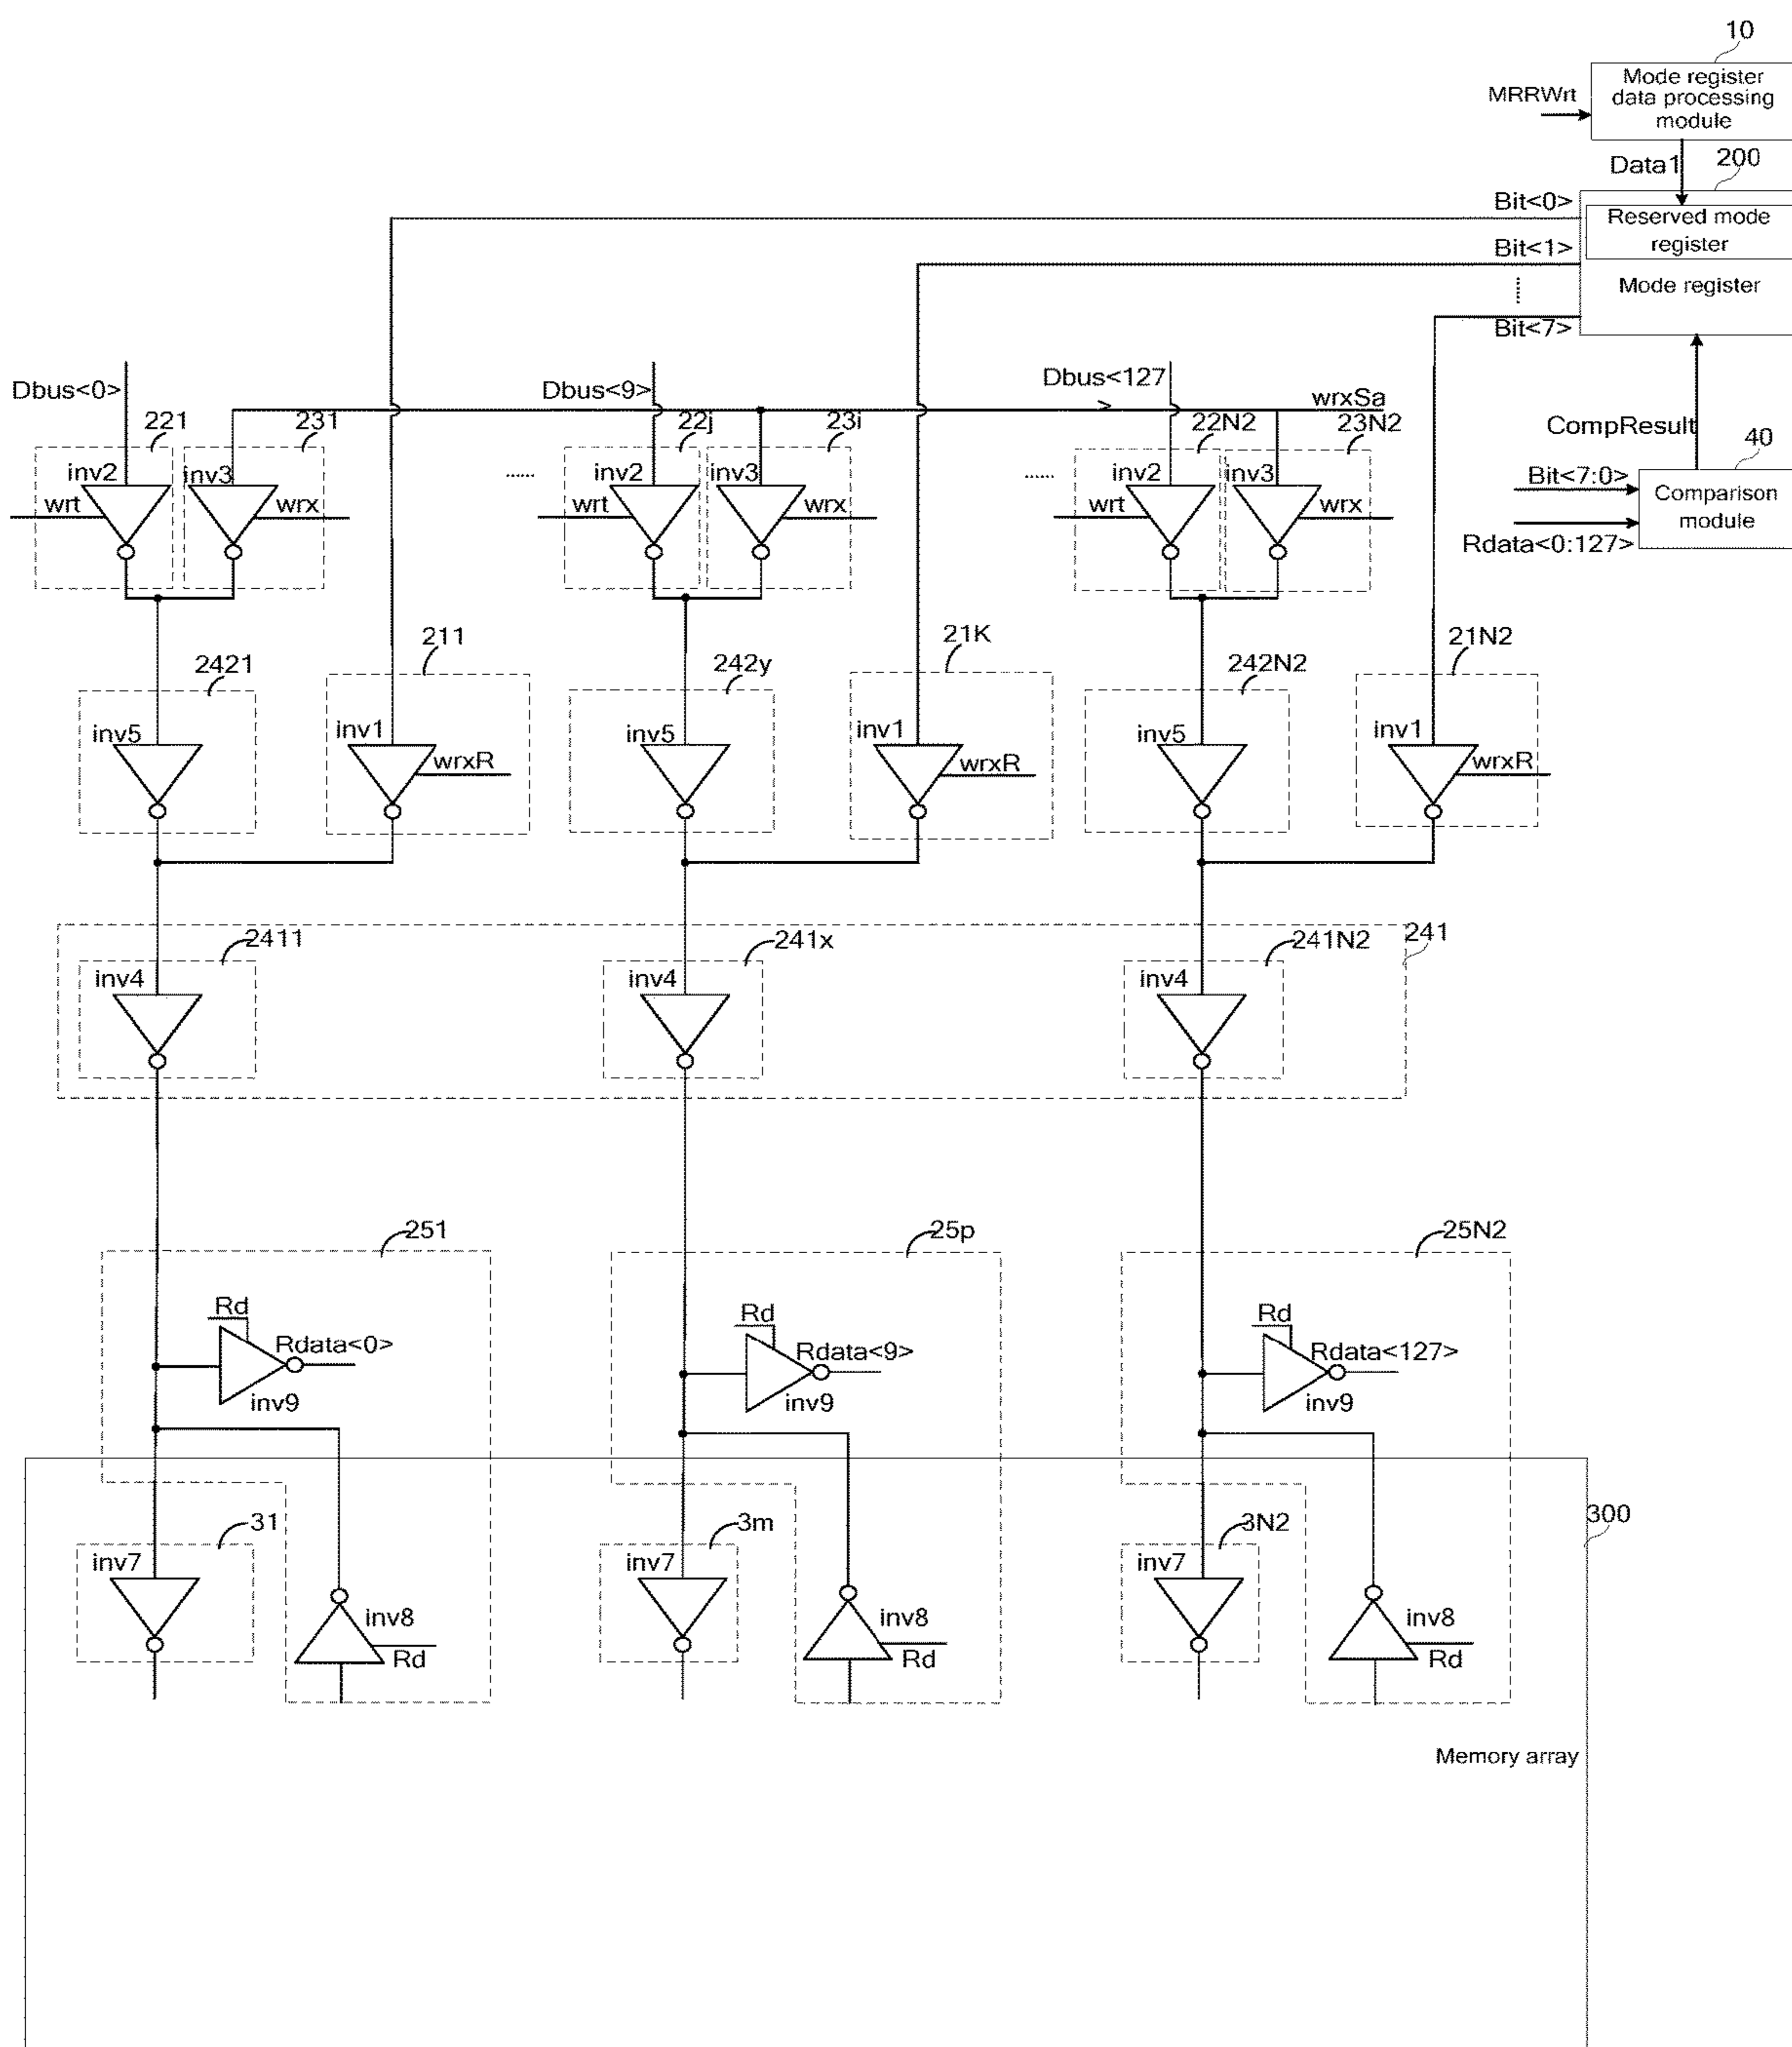 10
Mode register
data processing
module
MRRWrt
Data1
200
Bit<0>
Reserved mode
register
Bit<1>
Mode register
Bit<7>
Dbus<0>
Dbus<9>
Dbus<127
>
wrxSa
CompResult
40
221
231
22j
23i
22N2
23N2
inv2
inv3
......
inv2
inv3
......
inv2
inv3
Bit<7:0>
Comparison
module
wrt
wrx
wrt
wrx
wrt
wrx
Rdata<0:127>
2421
211
242y
21K
242N2
21N2
inv5
inv1
inv5
inv1
inv5
inv1
wrxR
wrxR
wrxR
2411
241x
241N2
241
inv4
inv4
inv4
251
25p
25N2
Rd
Rd
Rd
Rdata<0>
Rdata<9>
Rdata<127>
inv9
inv9
inv9
31
3m
3N2
300
inv7
inv7
inv7
inv8
inv8
inv8
Rd
Rd
Rd
Memory array